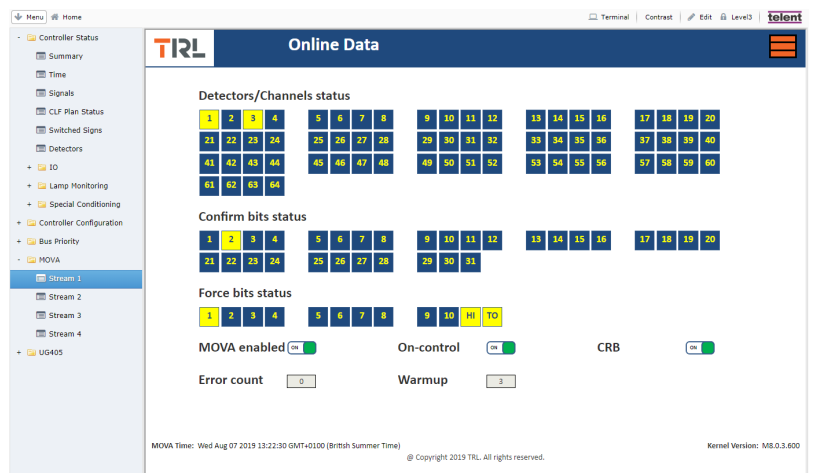 Menu Home Terminal Contrast Edit Level3 telent
- Controller Status
Summary
Time
Signals
CLF Plan Status
Switched Signs
Detectors
+ IO
+ Lamp Monitoring
+ Special Conditioning
+ Controller Configuration
+ Bus Priority
- MOVA
Stream 1
Stream 2
Stream 3
Stream 4
+ UG405
TRL Online Data
Detectors/Channels status
1 2 3 4 5 6 7 8 9 10 11 12 13 14 15 16 17 18 19 20
21 22 23 24 25 26 27 28 29 30 31 32 33 34 35 36 37 38 39 40
41 42 43 44 45 46 47 48 49 50 51 52 53 54 55 56 57 58 59 60
61 62 63 64
Confirm bits status
1 2 3 4 5 6 7 8 9 10 11 12 13 14 15 16 17 18 19 20
21 22 23 24 25 26 27 28 29 30 31
Force bits status
1 2 3 4 5 6 7 8 9 10 HI TO
MOVA enabled ON On-control ON CRB ON
Error count 0 Warmup 3
MOVA Time: Wed Aug 07 2019 13:22:30 GMT+0100 (British Summer Time) Kernel Version: M8.0.3.600
@ Copyright 2019 TRL. All rights reserved.